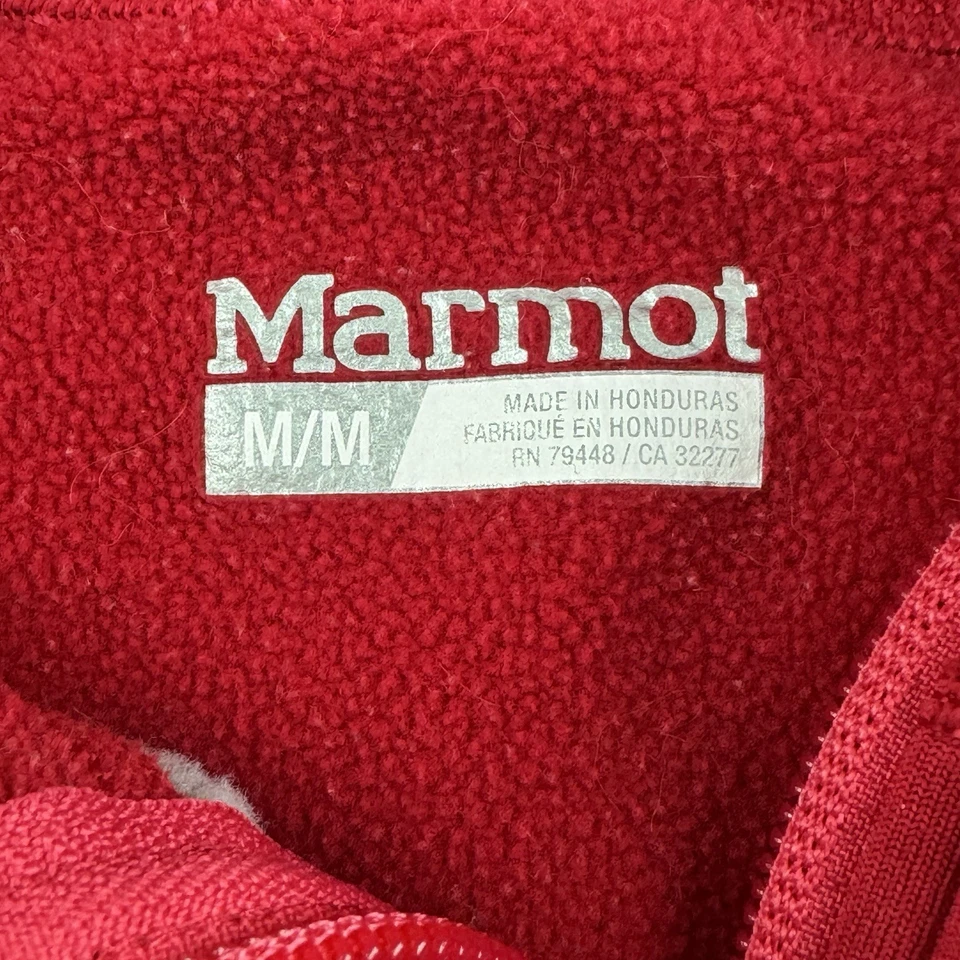 Marmot
M/M
MADE IN HONDURAS
FABRIQUÉ EN HONDURAS
RN 79448 / CA 32277